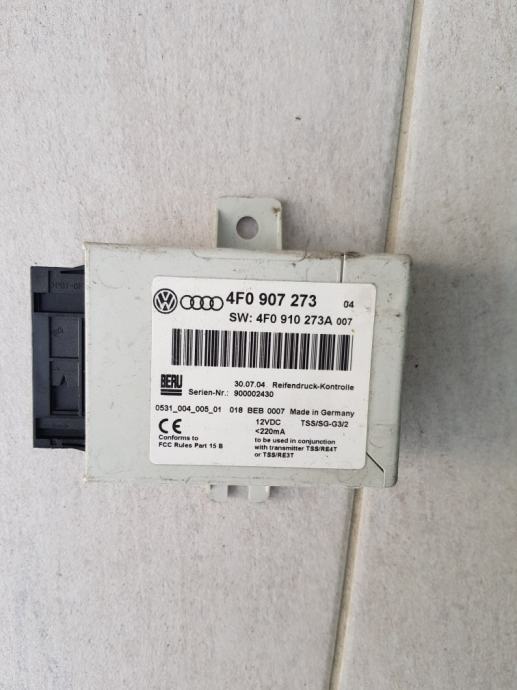 4F0 907 273 04
SW: 4F0 910 273A 007
BERU
30.07.04 Reifendruck-Kontrolle
Serien-Nr.: 900002430
0531_004_005_01 018 BEB 0007 Made in Germany
CE 12VDC TSS/SG-G3/2
<220mA
Conforms to
FCC Rules Part 15 B
to be used in conjunction
with transmitter TSS/RE4T
or TSS/RE3T